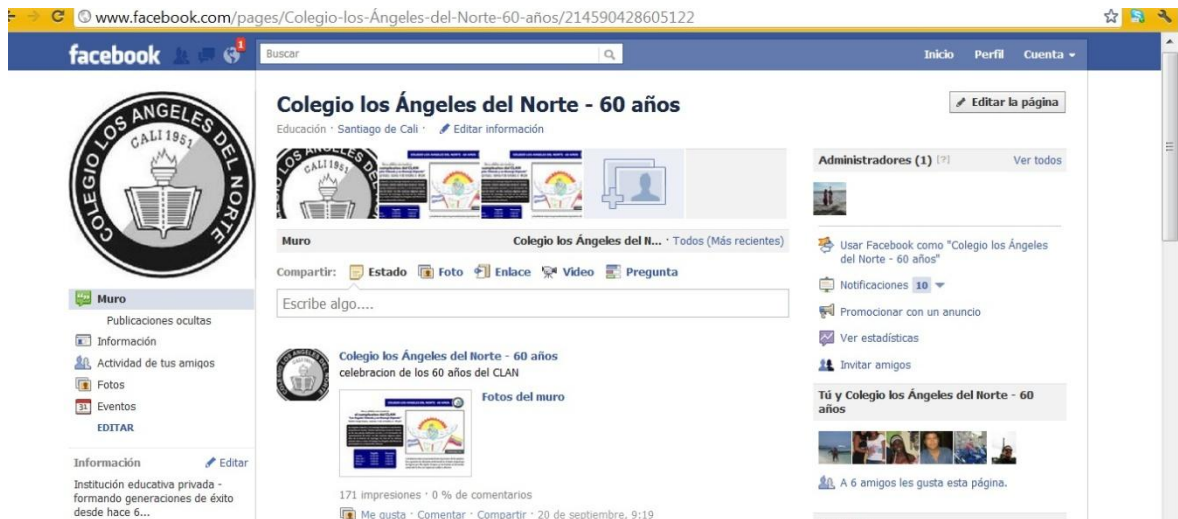 www.facebook.com/pages/Colegio-los-Ángeles-del-Norte-60-años/214590428605122
facebook
1
Buscar
Inicio Perfil Cuenta
COLEGIO LOS ANGELES DEL NORTE
CALI 1951
Colegio los Ángeles del Norte - 60 años
Educación · Santiago de Cali · Editar información
Editar la página
Muro Colegio los Ángeles del N... · Todos (Más recientes)
Compartir: Estado Foto Enlace Video Pregunta
Escribe algo....
Muro
Publicaciones ocultas
Información
Actividad de tus amigos
Fotos
31 Eventos
EDITAR
Información Editar
Institución educativa privada -
formando generaciones de éxito
desde hace 6...
Colegio los Ángeles del Norte - 60 años
celebracion de los 60 años del CLAN
Fotos del muro
171 impresiones · 0 % de comentarios
Me gusta · Comentar · Compartir · 20 de septiembre, 9:19
Administradores (1) [?] Ver todos
Usar Facebook como "Colegio los Ángeles
del Norte - 60 años"
Notificaciones 10
Promocionar con un anuncio
Ver estadísticas
Invitar amigos
Tú y Colegio los Ángeles del Norte - 60
años
A 6 amigos les gusta esta página.